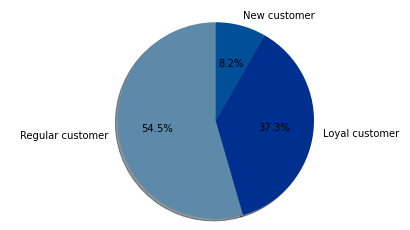 New customer
8.2%
54.5%
37.3%
Regular customer
Loyal customer